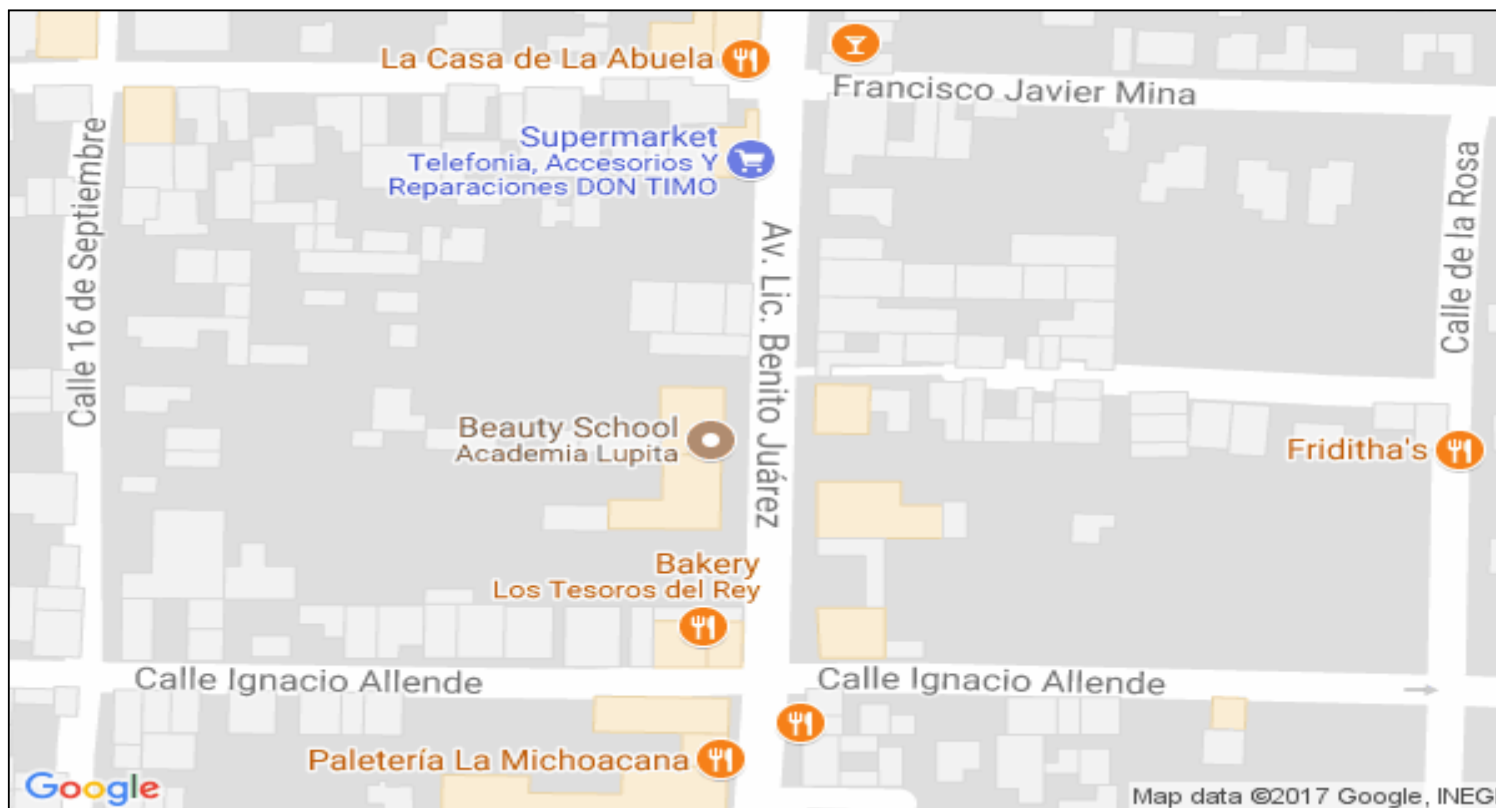 La Casa de La Abuela
Francisco Javier Mina
Supermarket
Telefonia, Accesorios Y
Reparaciones DON TIMO
Calle 16 de Septiembre
Av. Lic. Benito Juárez
Calle de la Rosa
Beauty School
Academia Lupita
Friditha's
Bakery
Los Tesoros del Rey
Calle Ignacio Allende
Calle Ignacio Allende
Paletería La Michoacana
Google
Map data ©2017 Google, INEGI